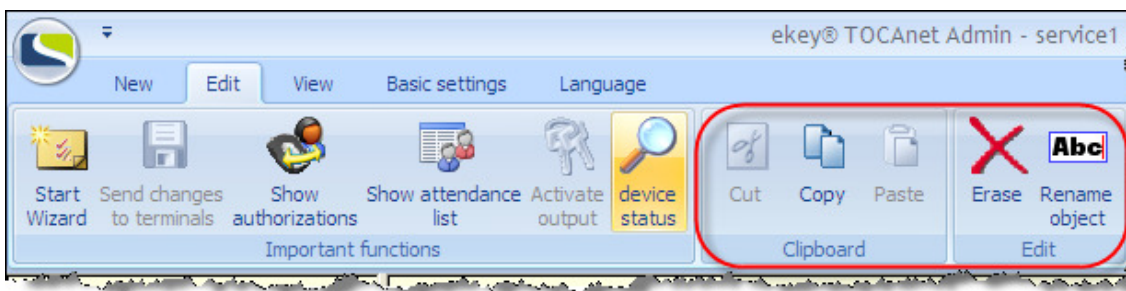 ekey® TOCAnet Admin - service1
New Edit View Basic settings Language
Abc
Start Send changes Show Show attendance Activate device Cut Copy Paste Erase Rename
Wizard to terminals authorizations list output status object
Important functions Clipboard Edit